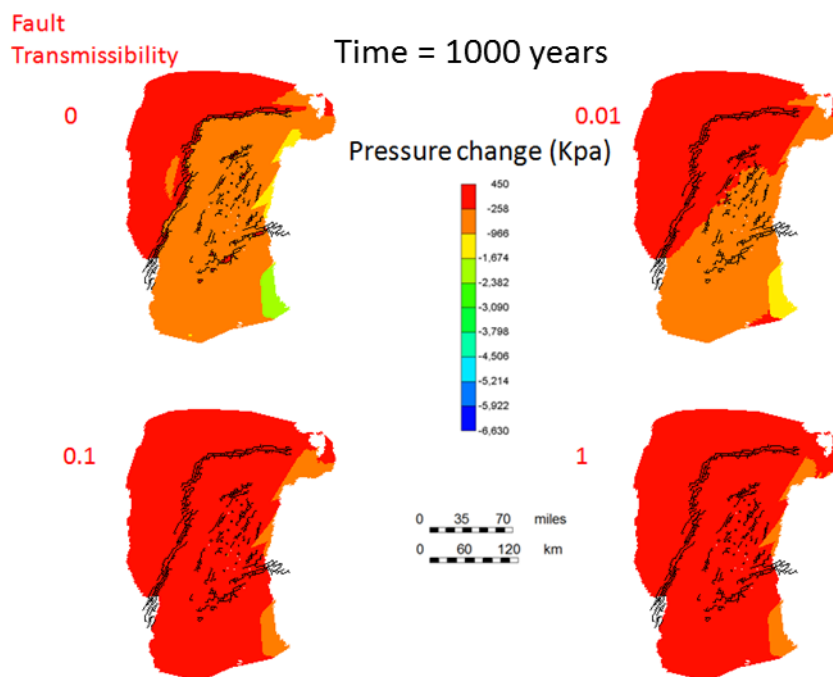 Fault
Transmissibility
Time = 1000 years
0
0.01
Pressure change (Kpa)
450
-258
-966
-1,674
-2,382
-3,090
-3,798
-4,506
-5,214
-5,922
-6,630
0.1
1
0 35 70 miles
0 60 120 km